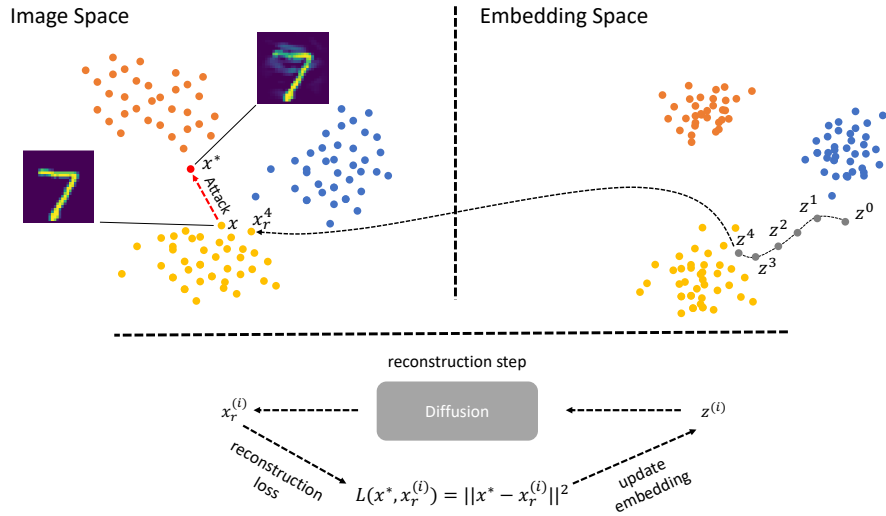 Image Space
Embedding Space
x*
Attack
x
x_r^4
z^4
z^3
z^2
z^1
z^0
reconstruction step
x_r^{(i)}
Diffusion
z^{(i)}
reconstruction
loss
L(x*, x_r^{(i)}) = ||x* − x_r^{(i)}||^2
update
embedding